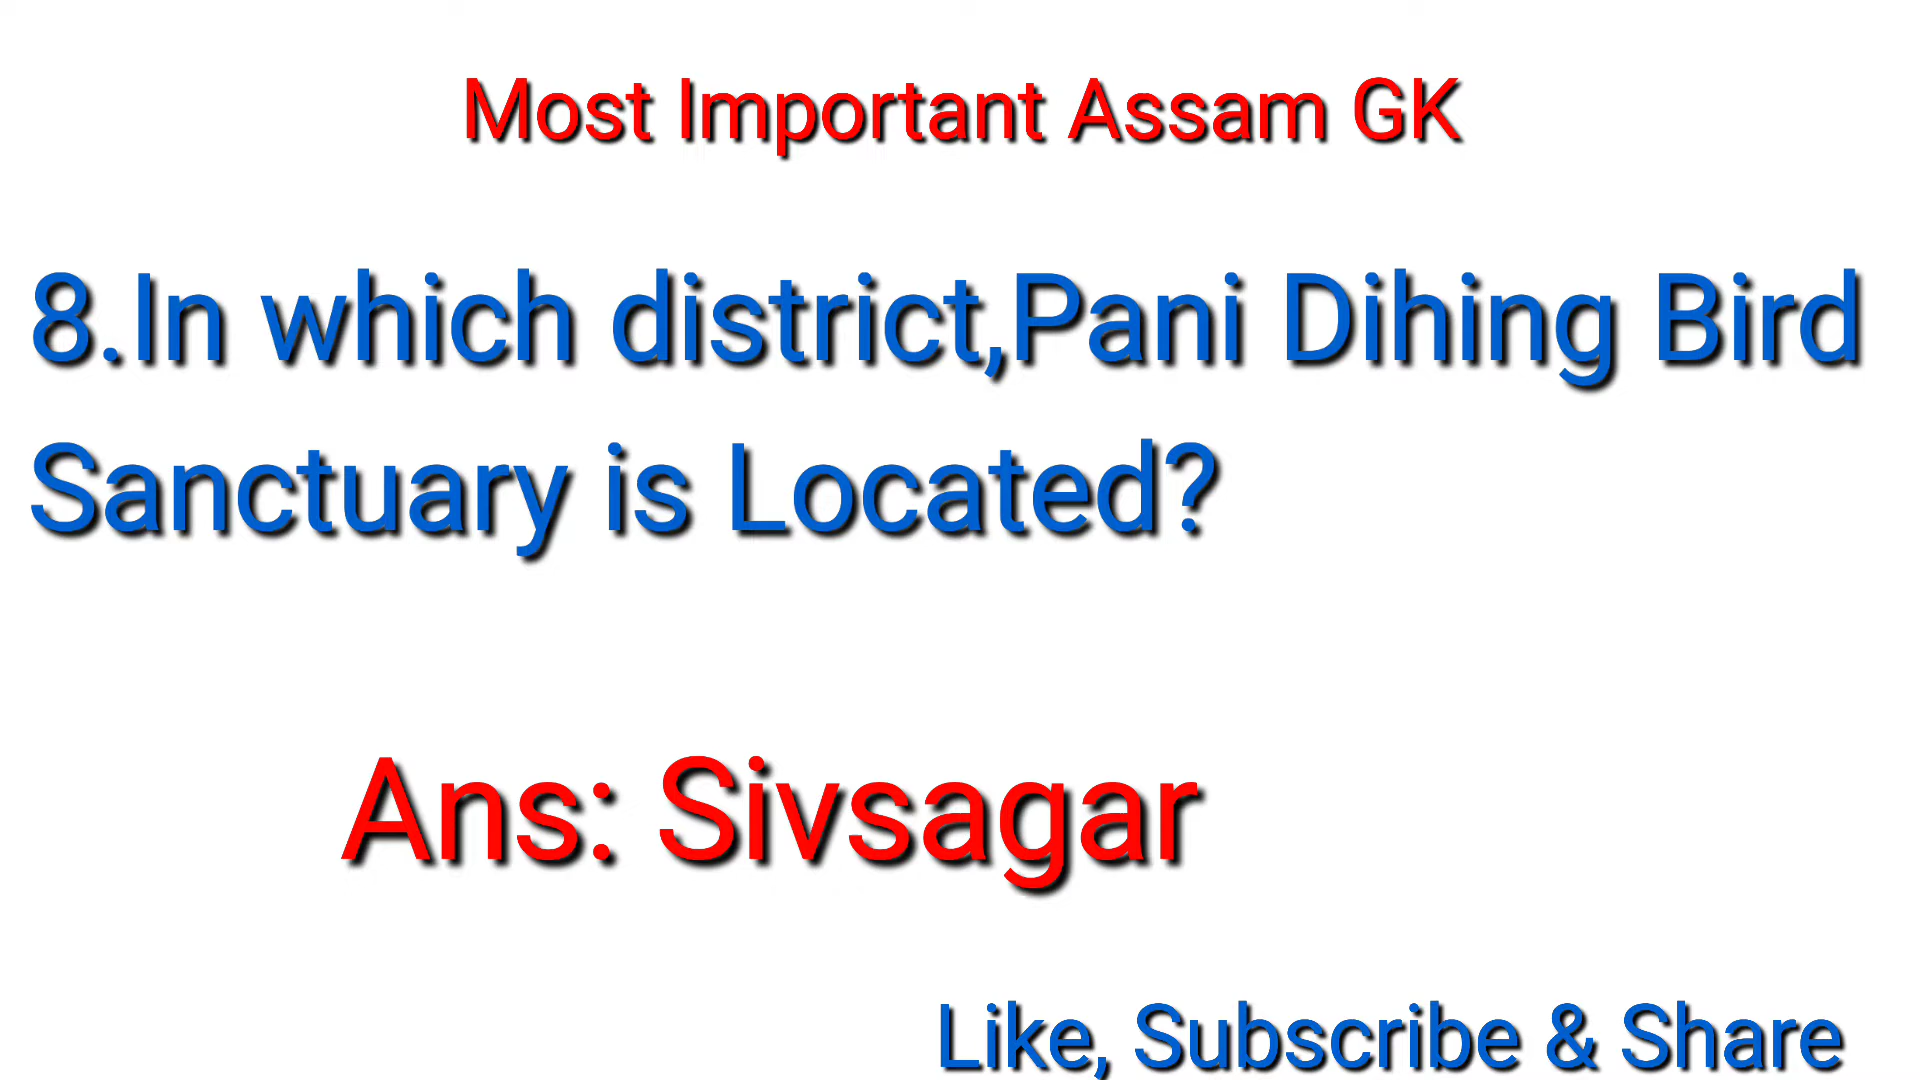 Most Important Assam GK
8.In which district,Pani Dihing Bird
Sanctuary is Located?
Ans: Sivsagar
Like, Subscribe & Share